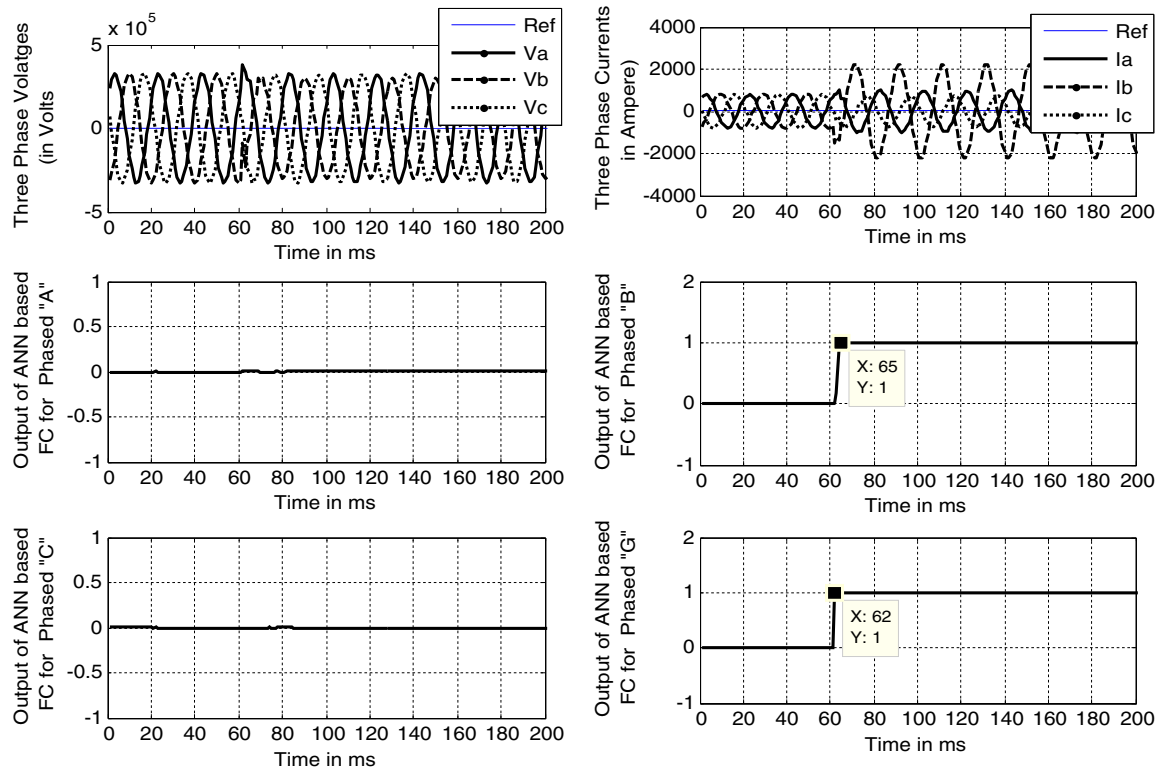 x 10^5
Three Phase Volatges
(in Volts
5
0
-5
0 20 40 60 80 100 120 140 160 180 200
Time in ms
Ref
Va
Vb
Vc
Three Phase Currents
in Ampere)
4000
2000
0
-2000
-4000
0 20 40 60 80 100 120 140 160 180 200
Time in ms
Ref
Ia
Ib
Ic
Output of ANN based
FC for Phased "A"
1
0.5
0
-0.5
-1
0 20 40 60 80 100 120 140 160 180 200
Time in ms
Output of ANN based
FC for Phased "B"
2
1
0
-1
0 20 40 60 80 100 120 140 160 180 200
Time in ms
X: 65
Y: 1
Output of ANN based
FC for Phased "C"
1
0.5
0
-0.5
-1
0 20 40 60 80 100 120 140 160 180 200
Time in ms
Output of ANN based
FC for Phased "G"
2
1
0
-1
0 20 40 60 80 100 120 140 160 180 200
Time in ms
X: 62
Y: 1